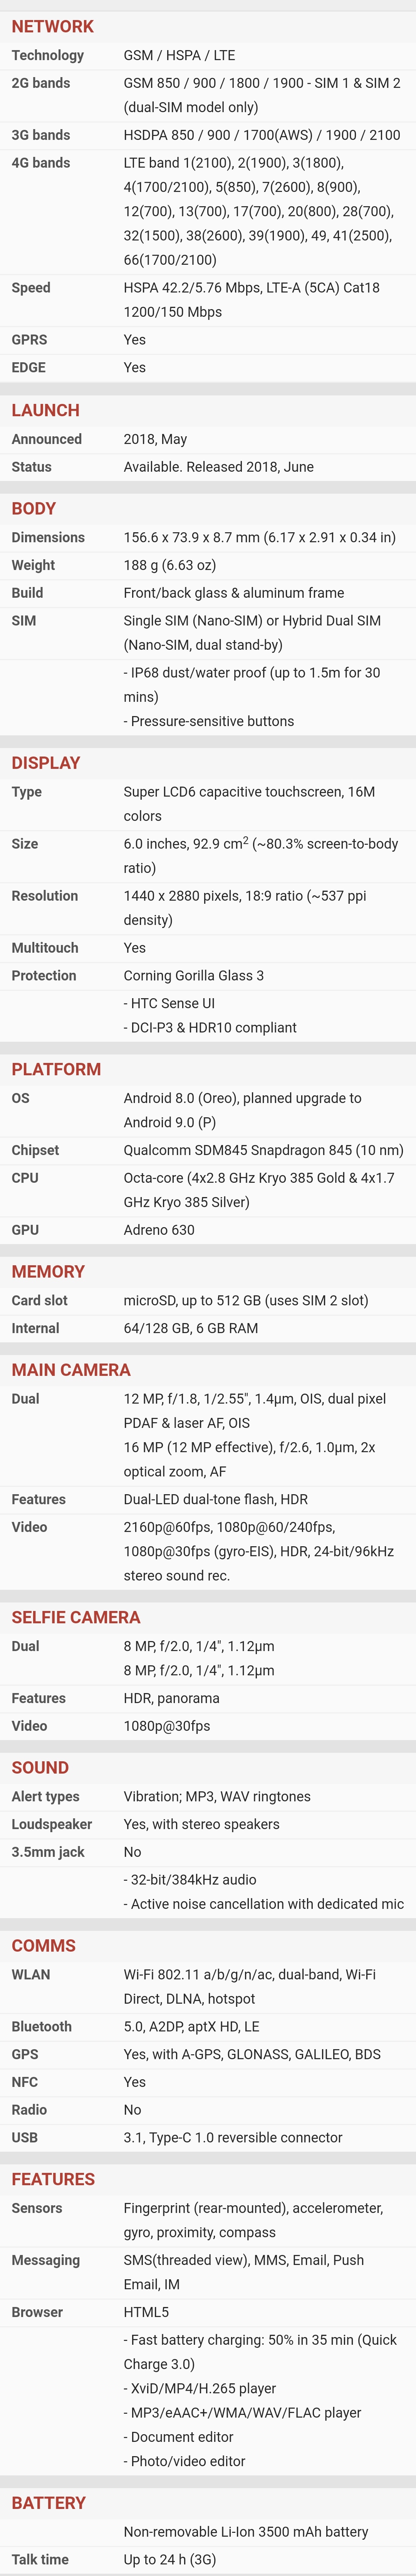 NETWORK
Technology GSM / HSPA / LTE
2G bands GSM 850 / 900 / 1800 / 1900 - SIM 1 & SIM 2
(dual-SIM model only)
3G bands HSDPA 850 / 900 / 1700(AWS) / 1900 / 2100
4G bands LTE band 1(2100), 2(1900), 3(1800),
4(1700/2100), 5(850), 7(2600), 8(900),
12(700), 13(700), 17(700), 20(800), 28(700),
32(1500), 38(2600), 39(1900), 49, 41(2500),
66(1700/2100)
Speed HSPA 42.2/5.76 Mbps, LTE-A (5CA) Cat18
1200/150 Mbps
GPRS Yes
EDGE Yes
LAUNCH
Announced 2018, May
Status Available. Released 2018, June
BODY
Dimensions 156.6 x 73.9 x 8.7 mm (6.17 x 2.91 x 0.34 in)
Weight 188 g (6.63 oz)
Build Front/back glass & aluminum frame
SIM Single SIM (Nano-SIM) or Hybrid Dual SIM
(Nano-SIM, dual stand-by)
- IP68 dust/water proof (up to 1.5m for 30
mins)
- Pressure-sensitive buttons
DISPLAY
Type Super LCD6 capacitive touchscreen, 16M
colors
Size 6.0 inches, 92.9 cm2 (~80.3% screen-to-body
ratio)
Resolution 1440 x 2880 pixels, 18:9 ratio (~537 ppi
density)
Multitouch Yes
Protection Corning Gorilla Glass 3
- HTC Sense UI
- DCI-P3 & HDR10 compliant
PLATFORM
OS Android 8.0 (Oreo), planned upgrade to
Android 9.0 (P)
Chipset Qualcomm SDM845 Snapdragon 845 (10 nm)
CPU Octa-core (4x2.8 GHz Kryo 385 Gold & 4x1.7
GHz Kryo 385 Silver)
GPU Adreno 630
MEMORY
Card slot microSD, up to 512 GB (uses SIM 2 slot)
Internal 64/128 GB, 6 GB RAM
MAIN CAMERA
Dual 12 MP, f/1.8, 1/2.55", 1.4µm, OIS, dual pixel
PDAF & laser AF, OIS
16 MP (12 MP effective), f/2.6, 1.0µm, 2x
optical zoom, AF
Features Dual-LED dual-tone flash, HDR
Video 2160p@60fps, 1080p@60/240fps,
1080p@30fps (gyro-EIS), HDR, 24-bit/96kHz
stereo sound rec.
SELFIE CAMERA
Dual 8 MP, f/2.0, 1/4", 1.12µm
8 MP, f/2.0, 1/4", 1.12µm
Features HDR, panorama
Video 1080p@30fps
SOUND
Alert types Vibration; MP3, WAV ringtones
Loudspeaker Yes, with stereo speakers
3.5mm jack No
- 32-bit/384kHz audio
- Active noise cancellation with dedicated mic
COMMS
WLAN Wi-Fi 802.11 a/b/g/n/ac, dual-band, Wi-Fi
Direct, DLNA, hotspot
Bluetooth 5.0, A2DP, aptX HD, LE
GPS Yes, with A-GPS, GLONASS, GALILEO, BDS
NFC Yes
Radio No
USB 3.1, Type-C 1.0 reversible connector
FEATURES
Sensors Fingerprint (rear-mounted), accelerometer,
gyro, proximity, compass
Messaging SMS(threaded view), MMS, Email, Push
Email, IM
Browser HTML5
- Fast battery charging: 50% in 35 min (Quick
Charge 3.0)
- XviD/MP4/H.265 player
- MP3/eAAC+/WMA/WAV/FLAC player
- Document editor
- Photo/video editor
BATTERY
Non-removable Li-Ion 3500 mAh battery
Talk time Up to 24 h (3G)